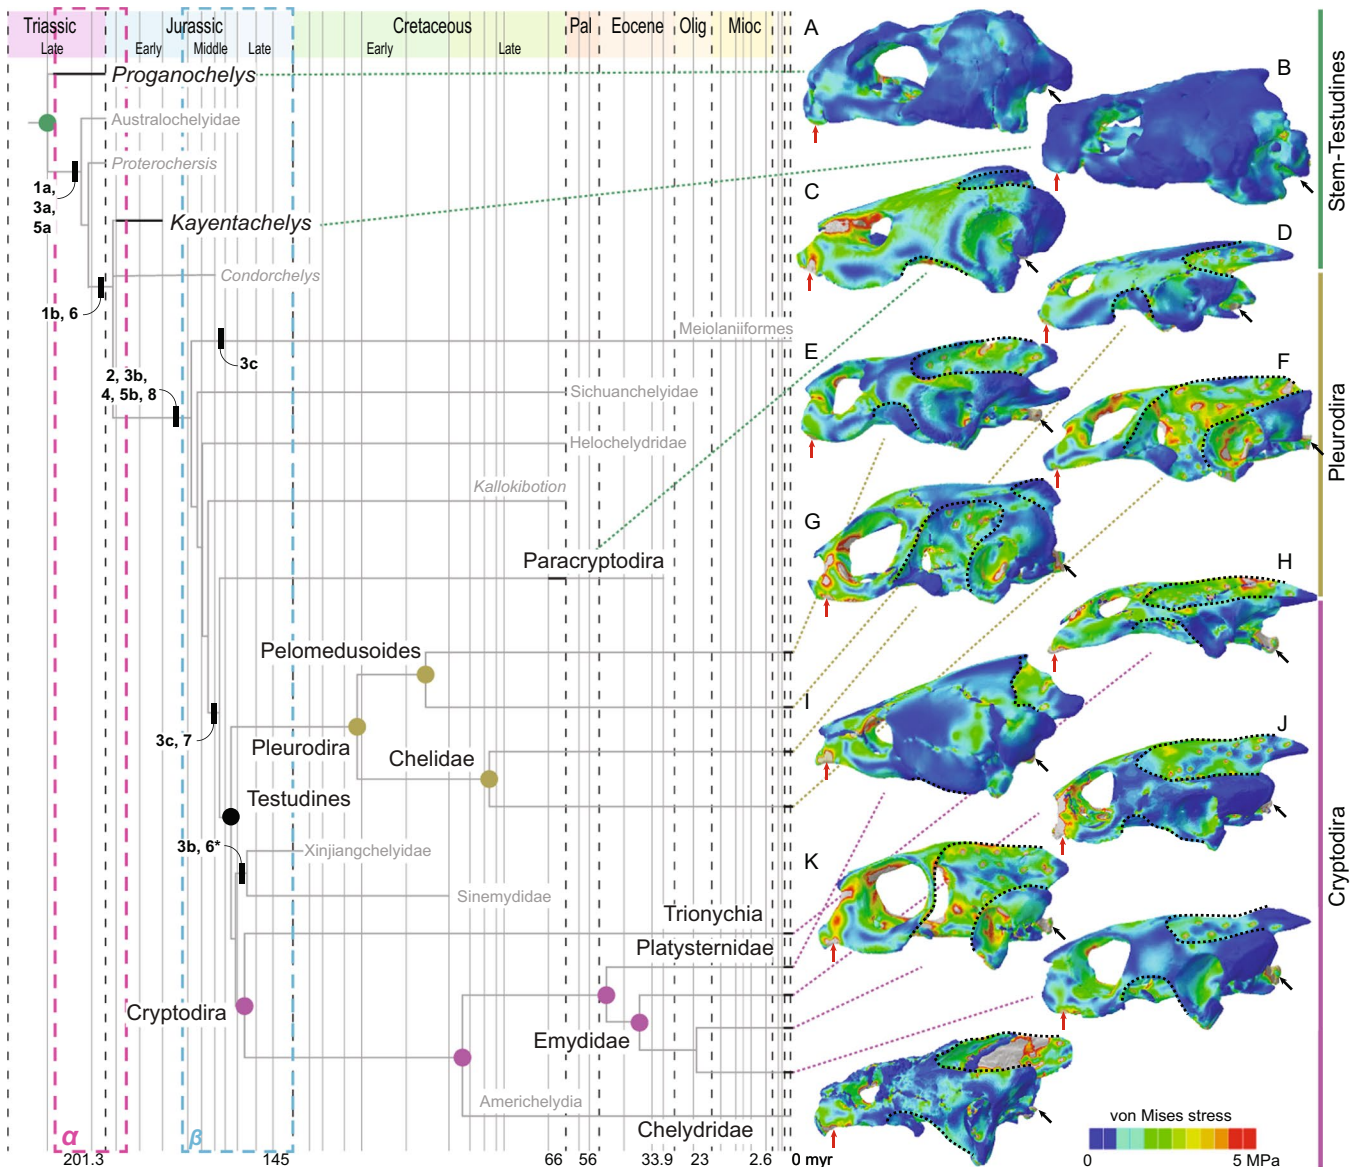 Triassic
Jurassic
Cretaceous
Pal
Eocene
Olig
Mioc
Late
Early
Middle
Late
Early
Late
A
B
C
D
E
F
G
H
I
J
K
Proganochelys
Australochelyidae
Proterochersis
1a,
3a,
5a
Kayentachelys
Condorchelys
1b, 6
Meiolaniiformes
3c
2, 3b,
4, 5b, 8
Sichuanchelyidae
Helochelydridae
Kallokibotion
Paracryptodira
Pelomedusoides
3c, 7
Pleurodira
Chelidae
Testudines
3b, 6*
Xinjiangchelyidae
Sinemydidae
Trionychia
Platysternidae
Cryptodira
Emydidae
Americhelydia
Chelydridae
α
β
201.3
145
66
56
33.9
23
2.6
0 myr
von Mises stress
0
5 MPa
Stem-Testudines
Pleurodira
Cryptodira